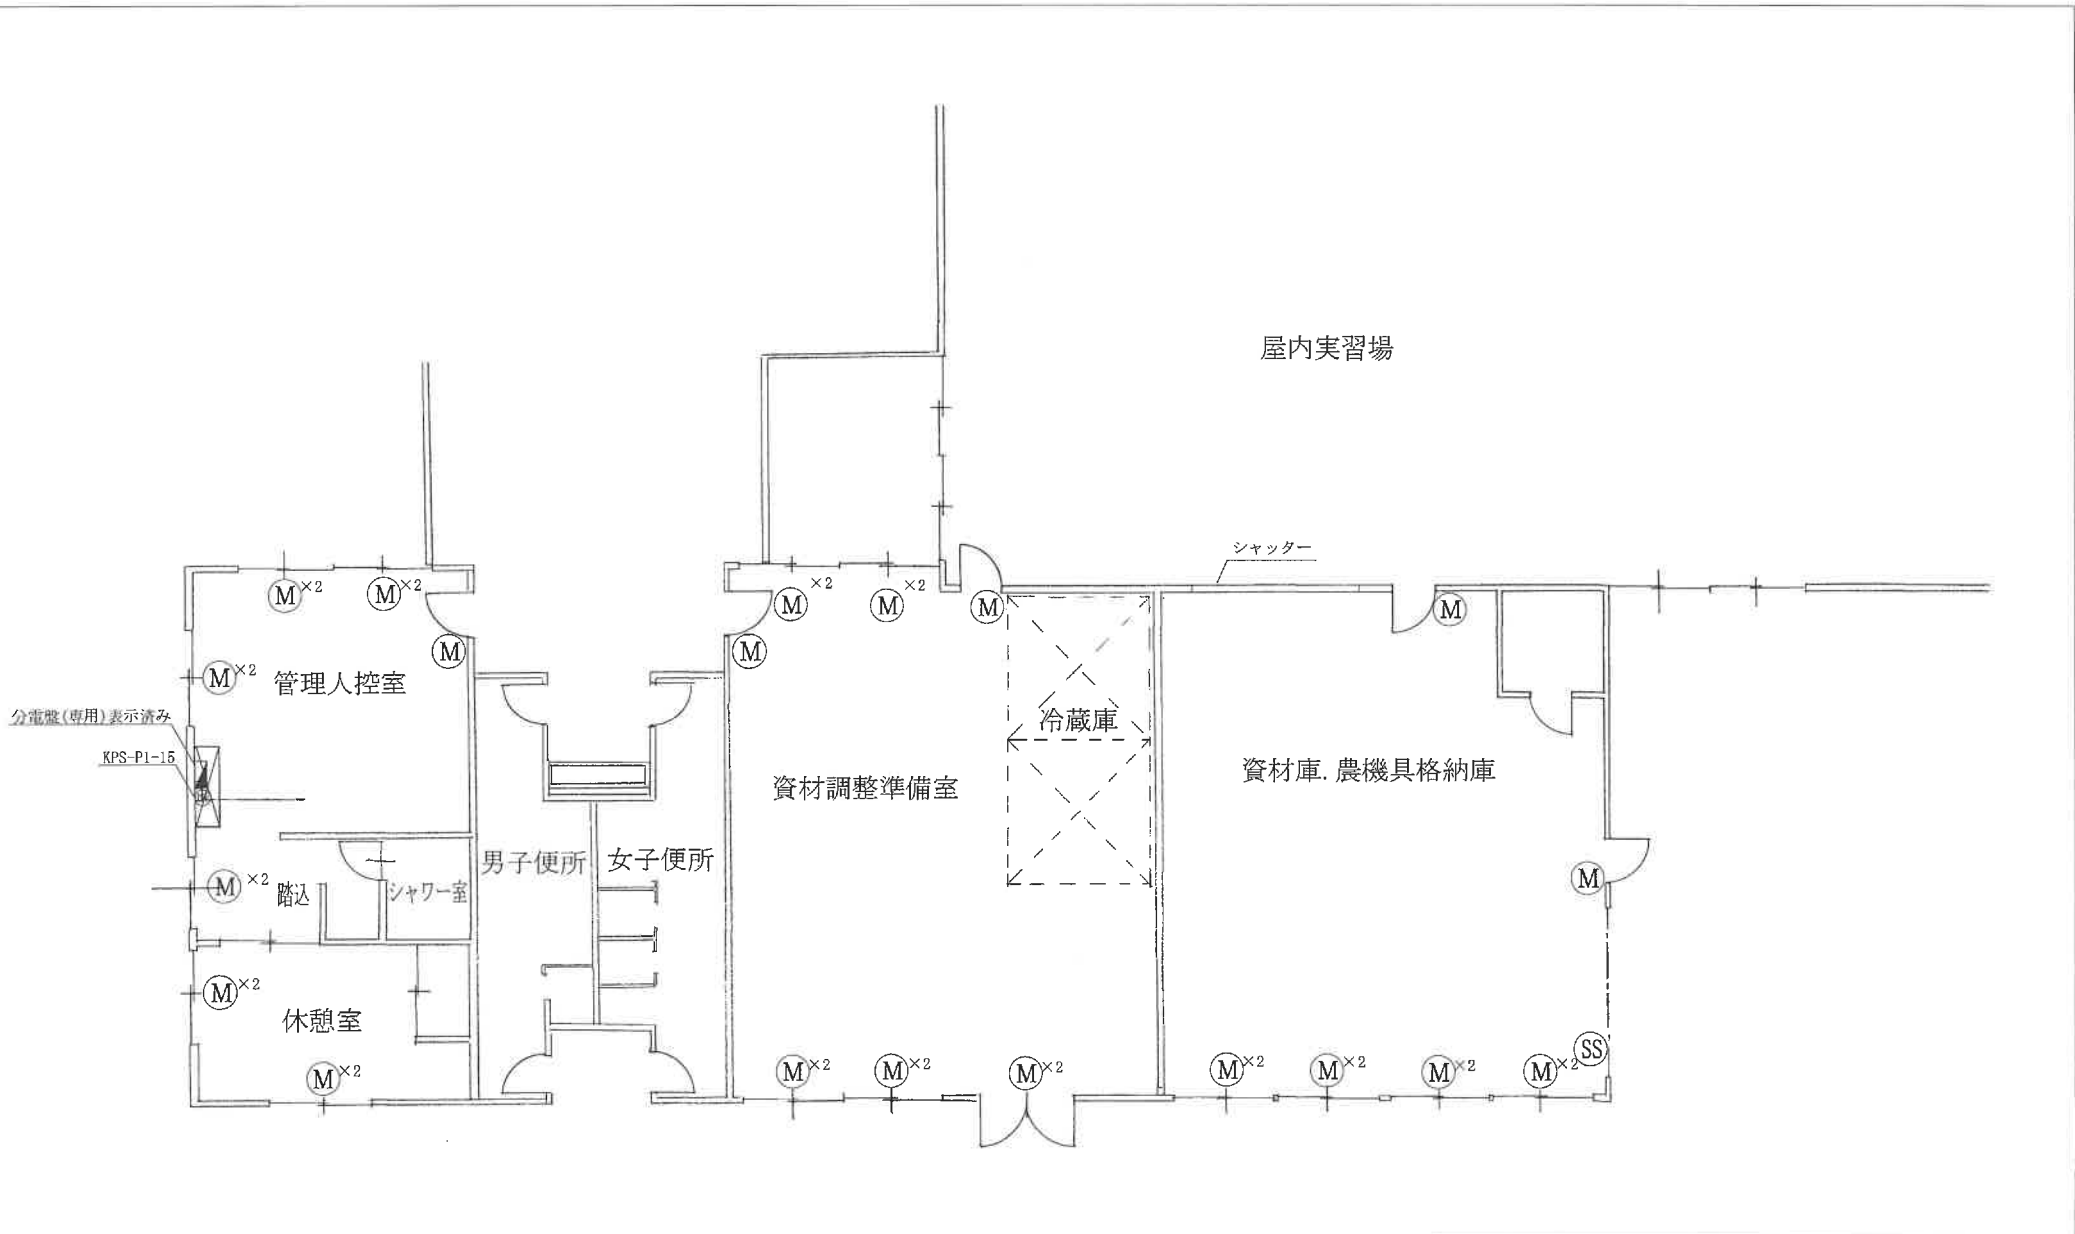 屋内実習場
シャッター
M×2
M×2
M×2
M×2
M
M
M
M
M
M×2
管理人控室
分電盤(専用)表示済み
KPS-P1-15
冷蔵庫
資材調整準備室
資材庫.農機具格納庫
男子便所
女子便所
M×2
踏込
シャワー室
M
M×2
休憩室
M×2
M×2
M×2
M×2
M×2
M×2
M×2
M×2
SS